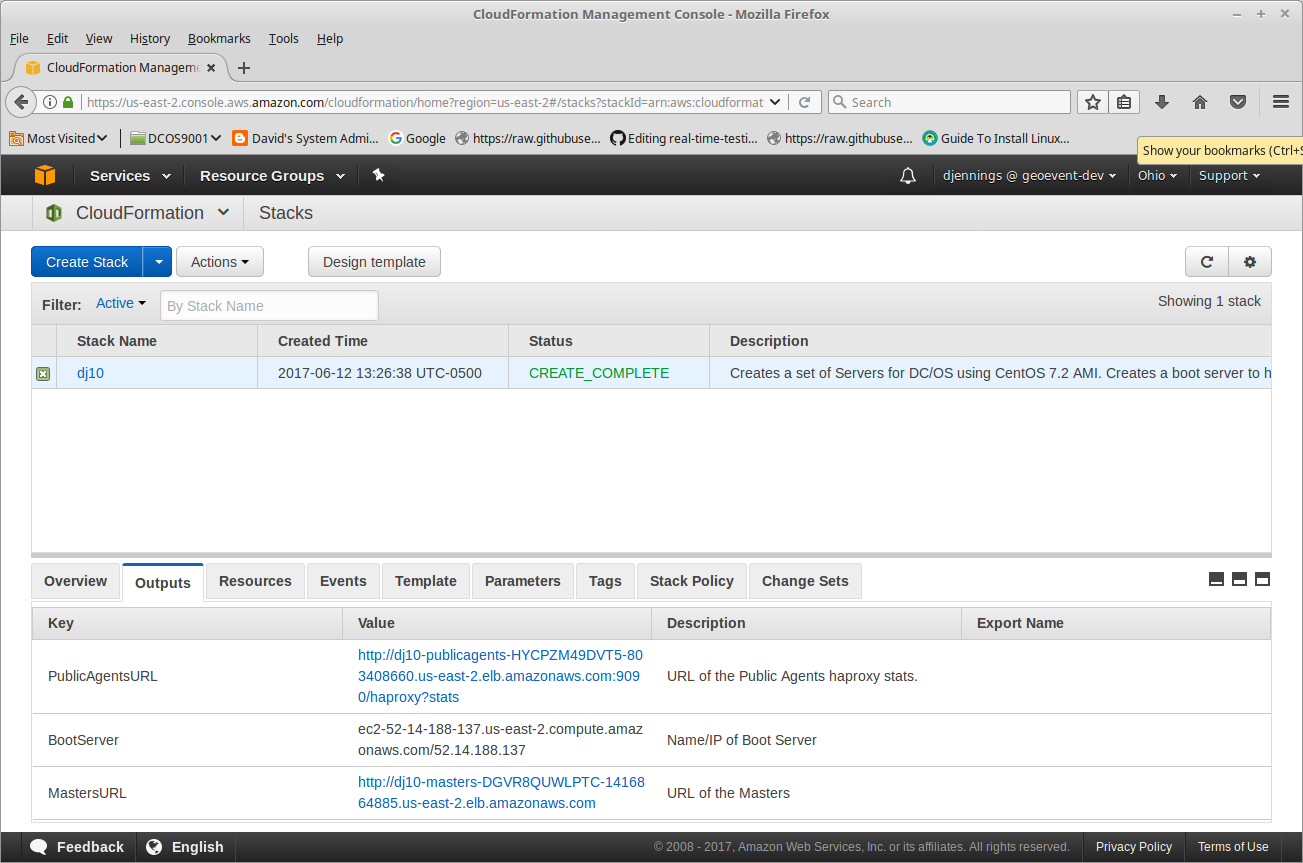 CloudFormation Management Console - Mozilla Firefox
File Edit View History Bookmarks Tools Help
CloudFormation Manageme
https://us-east-2.console.aws.amazon.com/cloudformation/home?region=us-east-2#/stacks?stackId=arn:aws:cloudformat
Search
Most Visited DCOS9001 David's System Admi... Google https://raw.githubuse... Editing real-time-testi... https://raw.githubuse... Guide To Install Linux...
Show your bookmarks (Ctrl+S
Services Resource Groups djennings @ geoevent-dev Ohio Support
CloudFormation Stacks
Create Stack Actions Design template
Filter: Active By Stack Name Showing 1 stack
Stack Name Created Time Status Description
dj10 2017-06-12 13:26:38 UTC-0500 CREATE_COMPLETE Creates a set of Servers for DC/OS using CentOS 7.2 AMI. Creates a boot server to h
Overview Outputs Resources Events Template Parameters Tags Stack Policy Change Sets
Key Value Description Export Name
PublicAgentsURL
http://dj10-publicagents-HYCPZM49DVT5-80
3408660.us-east-2.elb.amazonaws.com:909
0/haproxy?stats
URL of the Public Agents haproxy stats.
BootServer
ec2-52-14-188-137.us-east-2.compute.amaz
onaws.com/52.14.188.137
Name/IP of Boot Server
MastersURL
http://dj10-masters-DGVR8QUWLPTC-14168
64885.us-east-2.elb.amazonaws.com
URL of the Masters
Feedback English © 2008 - 2017, Amazon Web Services, Inc. or its affiliates. All rights reserved. Privacy Policy Terms of Use